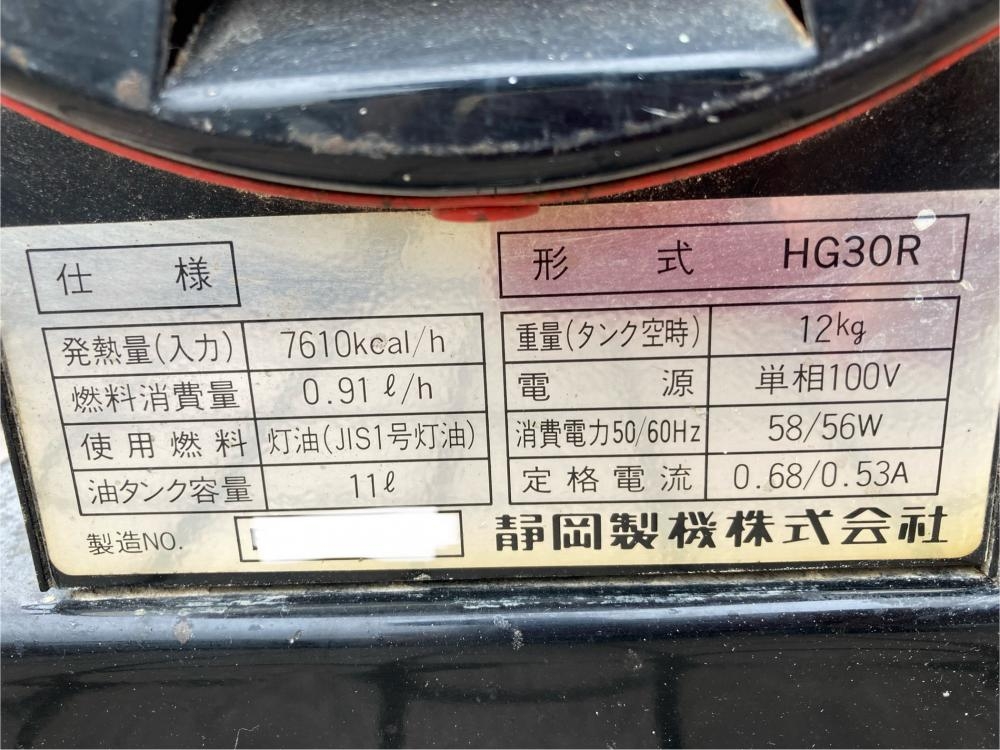 仕様
形式 HG30R
発熱量(入力) 7610kcal/h
燃料消費量 0.91ℓ/h
使用燃料 灯油(JIS1号灯油)
油タンク容量 11ℓ
重量(タンク空時) 12kg
電源 単相100V
消費電力50/60Hz 58/56W
定格電流 0.68/0.53A
製造NO.
静岡製機株式会社